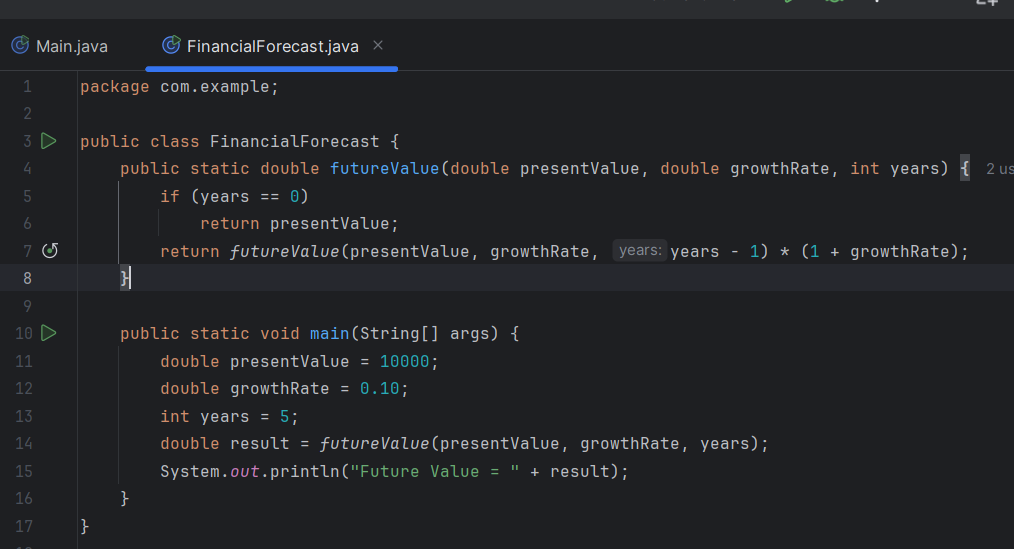 Main.java FinancialForecast.java
1 package com.example;
2
3 public class FinancialForecast {
4 public static double futureValue(double presentValue, double growthRate, int years) { 2 us
5 if (years == 0)
6 return presentValue;
7 return futureValue(presentValue, growthRate, years: years - 1) * (1 + growthRate);
8 }
9
10 public static void main(String[] args) {
11 double presentValue = 10000;
12 double growthRate = 0.10;
13 int years = 5;
14 double result = futureValue(presentValue, growthRate, years);
15 System.out.println("Future Value = " + result);
16 }
17 }